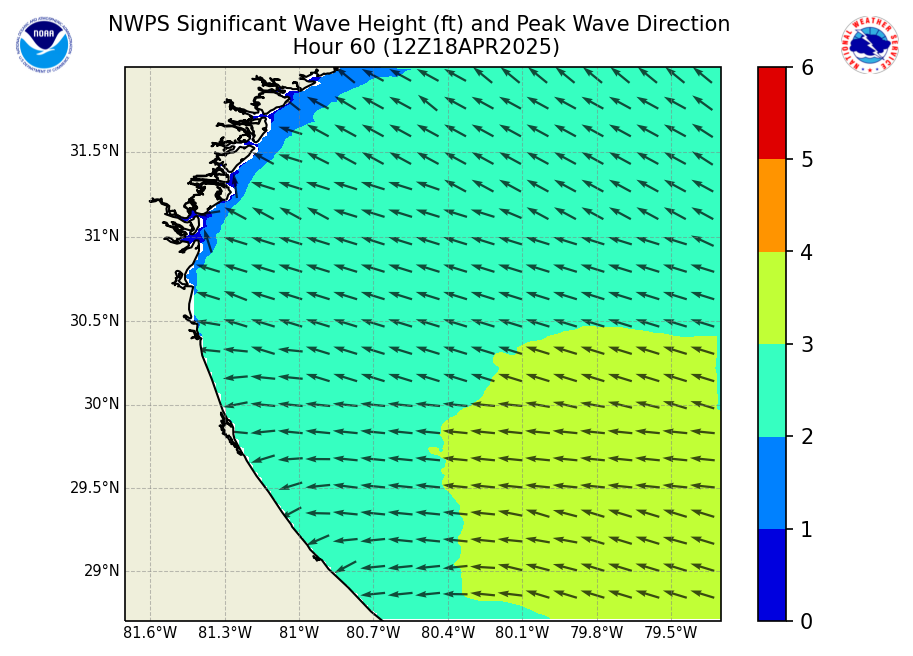 NWPS Significant Wave Height (ft) and Peak Wave Direction
Hour 60 (12Z18APR2025)
NOAA
NATIONAL WEATHER SERVICE
31.5°N
31°N
30.5°N
30°N
29.5°N
29°N
81.6°W 81.3°W 81°W 80.7°W 80.4°W 80.1°W 79.8°W 79.5°W
6
5
4
3
2
1
0